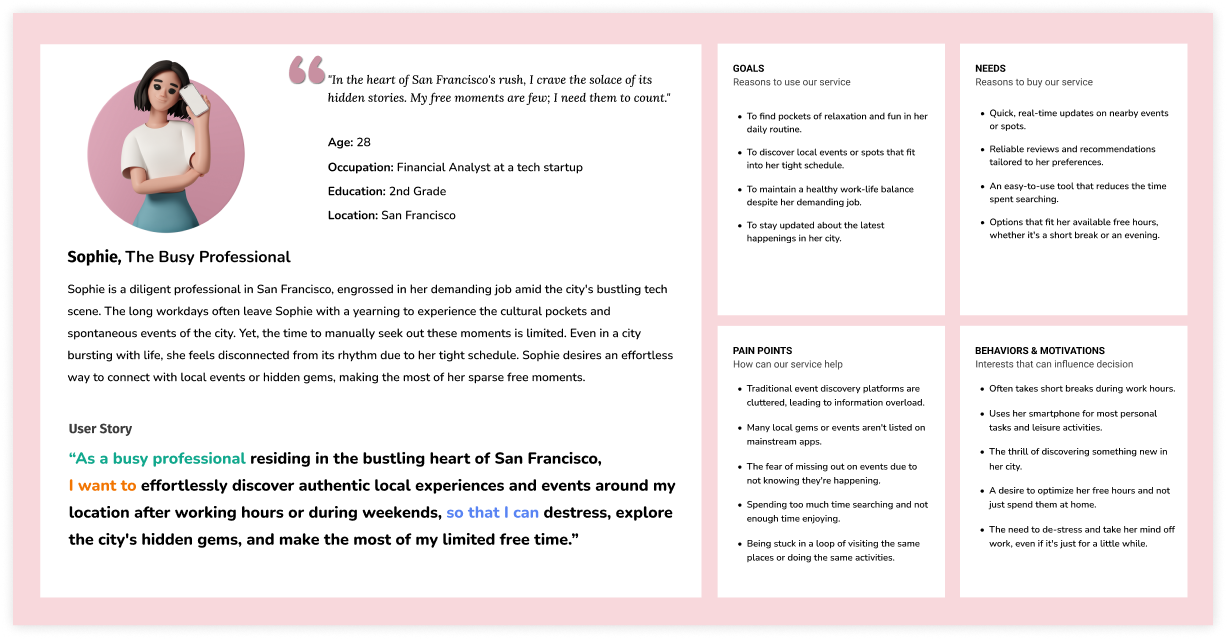 "In the heart of San Francisco's rush, I crave the solace of its
hidden stories. My free moments are few; I need them to count."
Age: 28
Occupation: Financial Analyst at a tech startup
Education: 2nd Grade
Location: San Francisco
Sophie, The Busy Professional
Sophie is a diligent professional in San Francisco, engrossed in her demanding job amid the city's bustling tech
scene. The long workdays often leave Sophie with a yearning to experience the cultural pockets and
spontaneous events of the city. Yet, the time to manually seek out these moments is limited. Even in a city
bursting with life, she feels disconnected from its rhythm due to her tight schedule. Sophie desires an effortless
way to connect with local events or hidden gems, making the most of her sparse free moments.
User Story
“As a busy professional residing in the bustling heart of San Francisco,
I want to effortlessly discover authentic local experiences and events around my
location after working hours or during weekends, so that I can destress, explore
the city's hidden gems, and make the most of my limited free time.”
GOALS
Reasons to use our service
• To find pockets of relaxation and fun in her
daily routine.
• To discover local events or spots that fit
into her tight schedule.
• To maintain a healthy work-life balance
despite her demanding job.
• To stay updated about the latest
happenings in her city.
NEEDS
Reasons to buy our service
• Quick, real-time updates on nearby events
or spots.
• Reliable reviews and recommendations
tailored to her preferences.
• An easy-to-use tool that reduces the time
spent searching.
• Options that fit her available free hours,
whether it's a short break or an evening.
PAIN POINTS
How can our service help
• Traditional event discovery platforms are
cluttered, leading to information overload.
• Many local gems or events aren't listed on
mainstream apps.
• The fear of missing out on events due to
not knowing they're happening.
• Spending too much time searching and not
enough time enjoying.
• Being stuck in a loop of visiting the same
places or doing the same activities.
BEHAVIORS & MOTIVATIONS
Interests that can influence decision
• Often takes short breaks during work hours.
• Uses her smartphone for most personal
tasks and leisure activities.
• The thrill of discovering something new in
her city.
• A desire to optimize her free hours and not
just spend them at home.
• The need to de-stress and take her mind off
work, even if it's just for a little while.